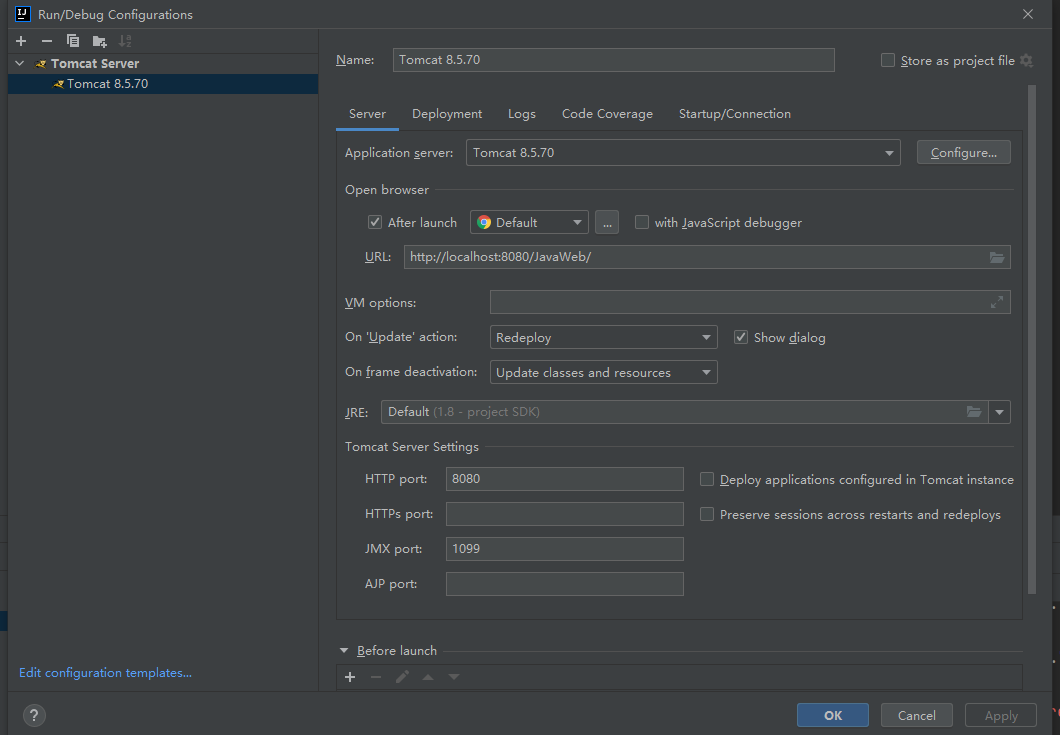 Run/Debug Configurations
Tomcat Server
Tomcat 8.5.70
Edit configuration templates...
Name: Tomcat 8.5.70 Store as project file
Server Deployment Logs Code Coverage Startup/Connection
Application server: Tomcat 8.5.70 Configure...
Open browser
After launch Default ... with JavaScript debugger
URL: http://localhost:8080/JavaWeb/
VM options:
On 'Update' action: Redeploy Show dialog
On frame deactivation: Update classes and resources
JRE: Default (1.8 - project SDK)
Tomcat Server Settings
HTTP port: 8080 Deploy applications configured in Tomcat instance
HTTPs port: Preserve sessions across restarts and redeploys
JMX port: 1099
AJP port:
Before launch
? OK Cancel Apply